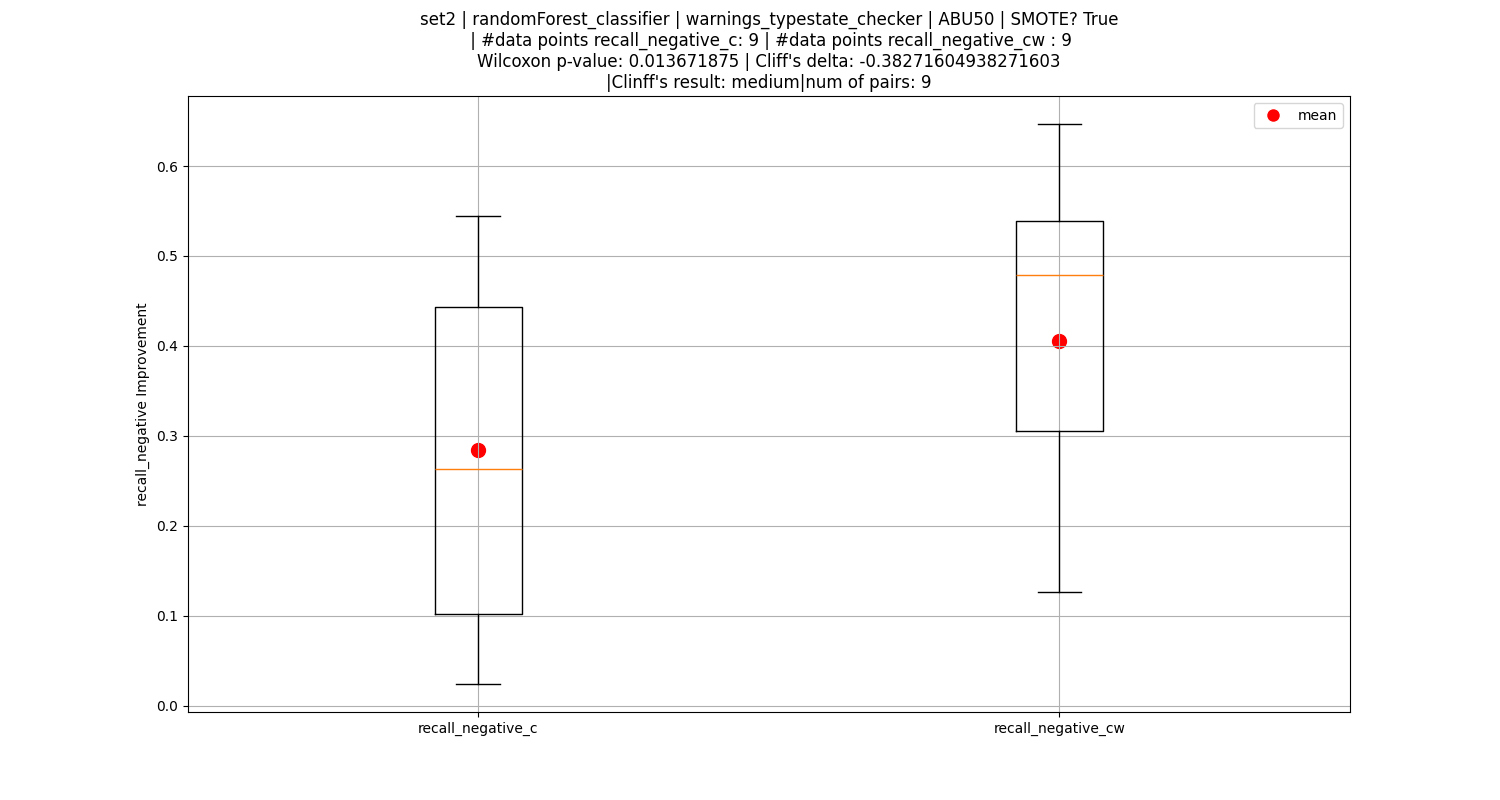 set2 | randomForest_classifier | warnings_typestate_checker | ABU50 | SMOTE? True
| #data points recall_negative_c: 9 | #data points recall_negative_cw : 9
Wilcoxon p-value: 0.013671875 | Cliff's delta: -0.38271604938271603
|Clinff's result: medium|num of pairs: 9
mean
0.6
0.5
0.4
0.3
0.2
0.1
0.0
recall_negative Improvement
recall_negative_c
recall_negative_cw